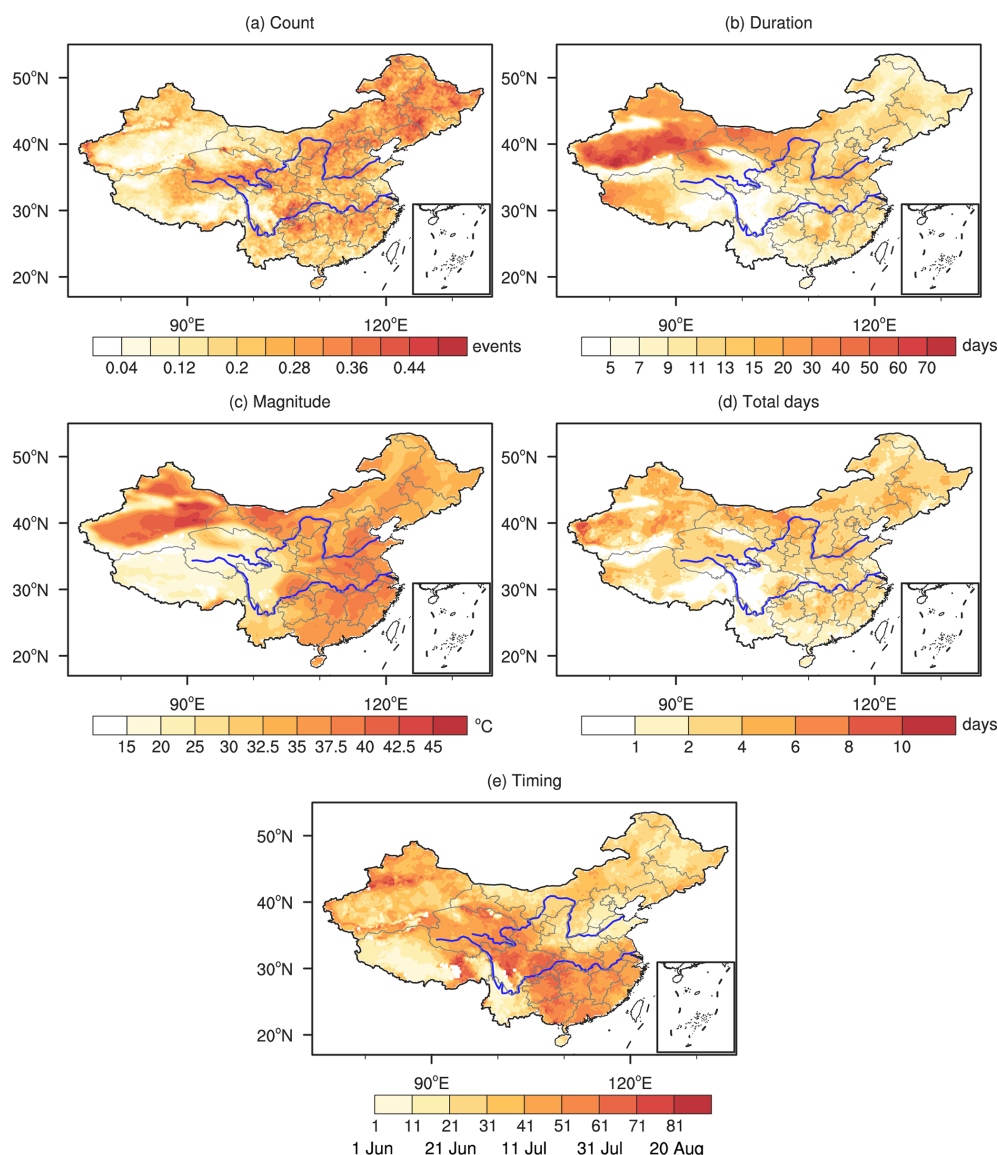 (a) Count
(b) Duration
50°N
40°N
30°N
20°N
90°E
120°E
events
0.04 0.12 0.2 0.28 0.36 0.44
50°N
40°N
30°N
20°N
90°E
120°E
days
5 7 9 11 13 15 20 30 40 50 60 70
(c) Magnitude
(d) Total days
50°N
40°N
30°N
20°N
90°E
120°E
°C
15 20 25 30 32.5 35 37.5 40 42.5 45
50°N
40°N
30°N
20°N
90°E
120°E
days
1 2 4 6 8 10
(e) Timing
50°N
40°N
30°N
20°N
90°E
120°E
1 11 21 31 41 51 61 71 81
1 Jun 21 Jun 11 Jul 31 Jul 20 Aug